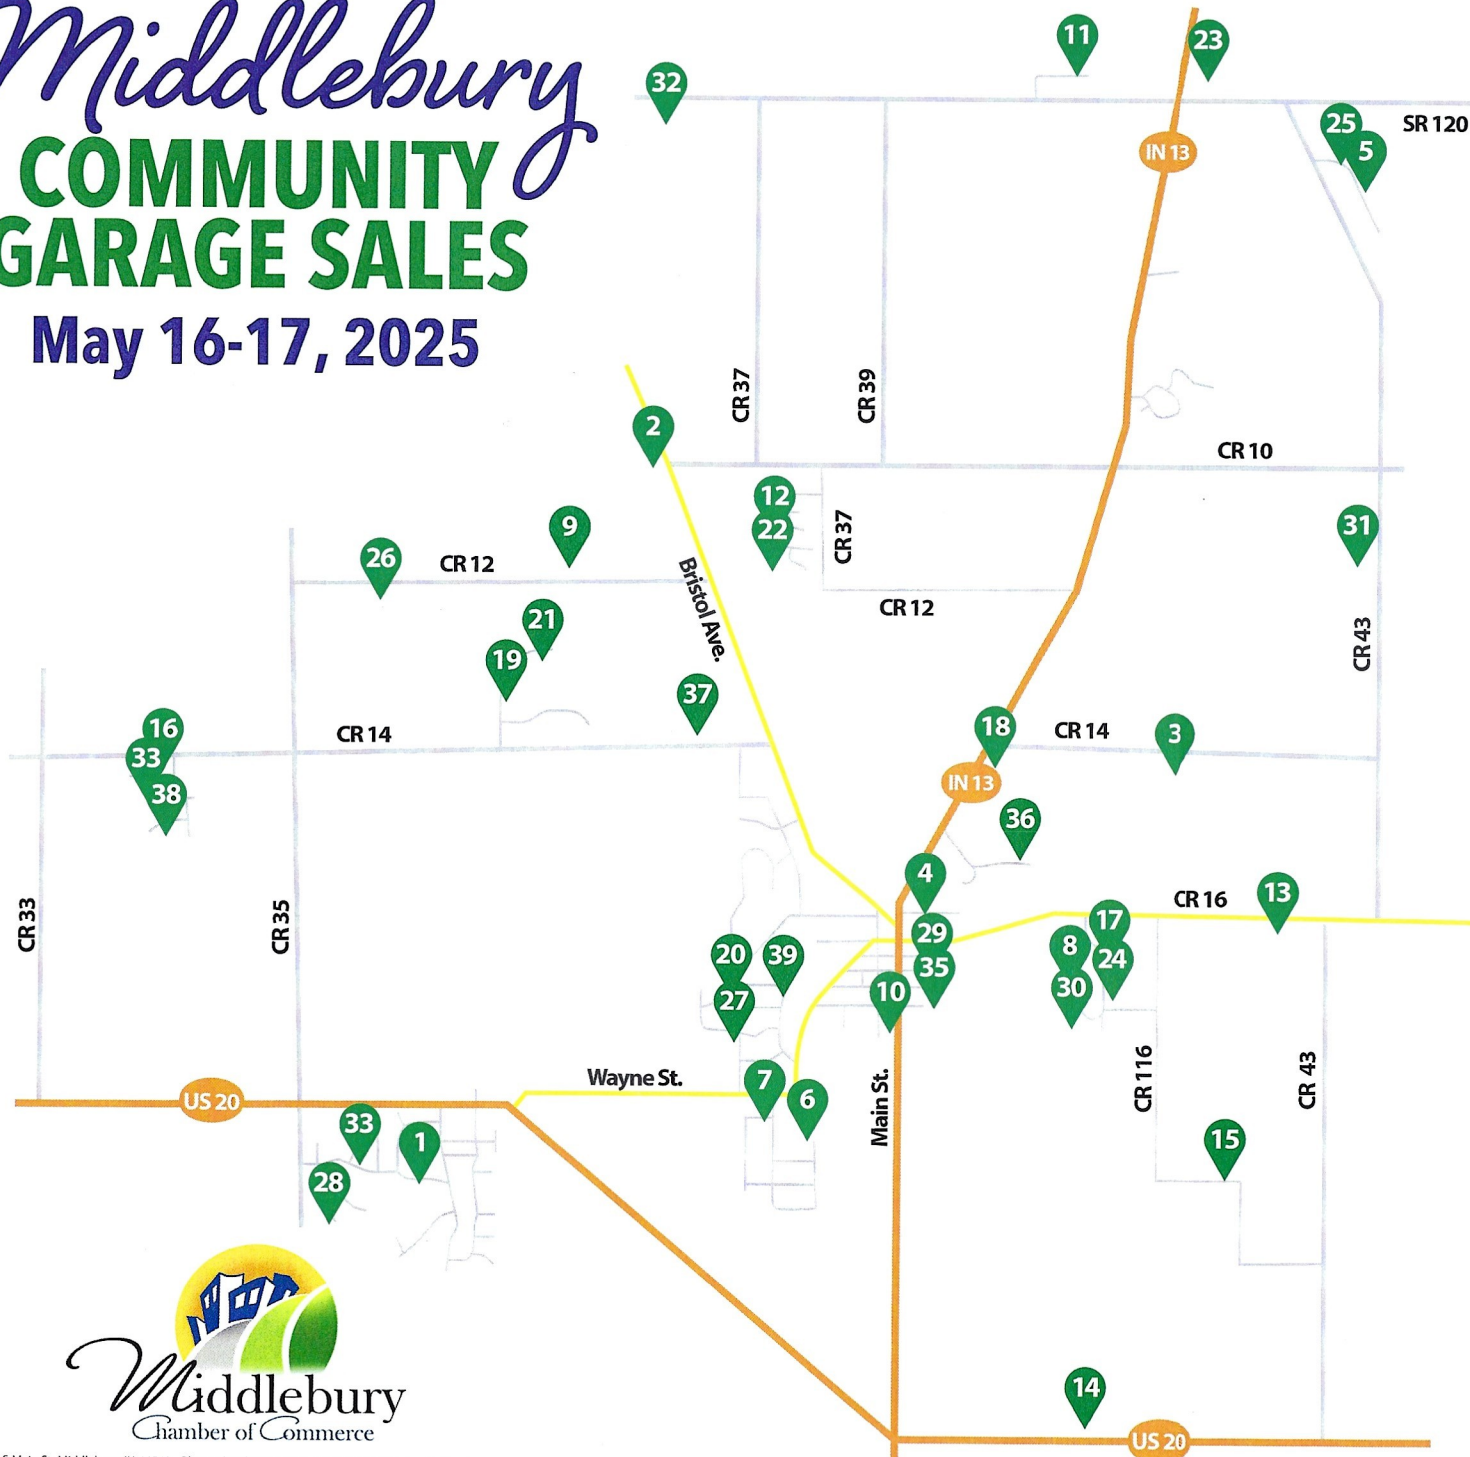 Middlebury
COMMUNITY
GARAGE SALES
May 16-17, 2025
11
23
32
SR 120
25
5
IN 13
CR 37
CR 39
2
CR 10
12
22
CR 37
31
9
26
CR 12
Bristol Ave.
CR 12
21
19
CR 43
37
16
33
38
CR 14
18
CR 14
3
IN 13
36
4
CR 33
CR 35
CR 16
13
17
29
8
24
20
39
35
30
27
10
Wayne St.
7
6
Main St.
CR 116
CR 43
US 20
33
1
28
15
Middlebury
Chamber of Commerce
14
US 20